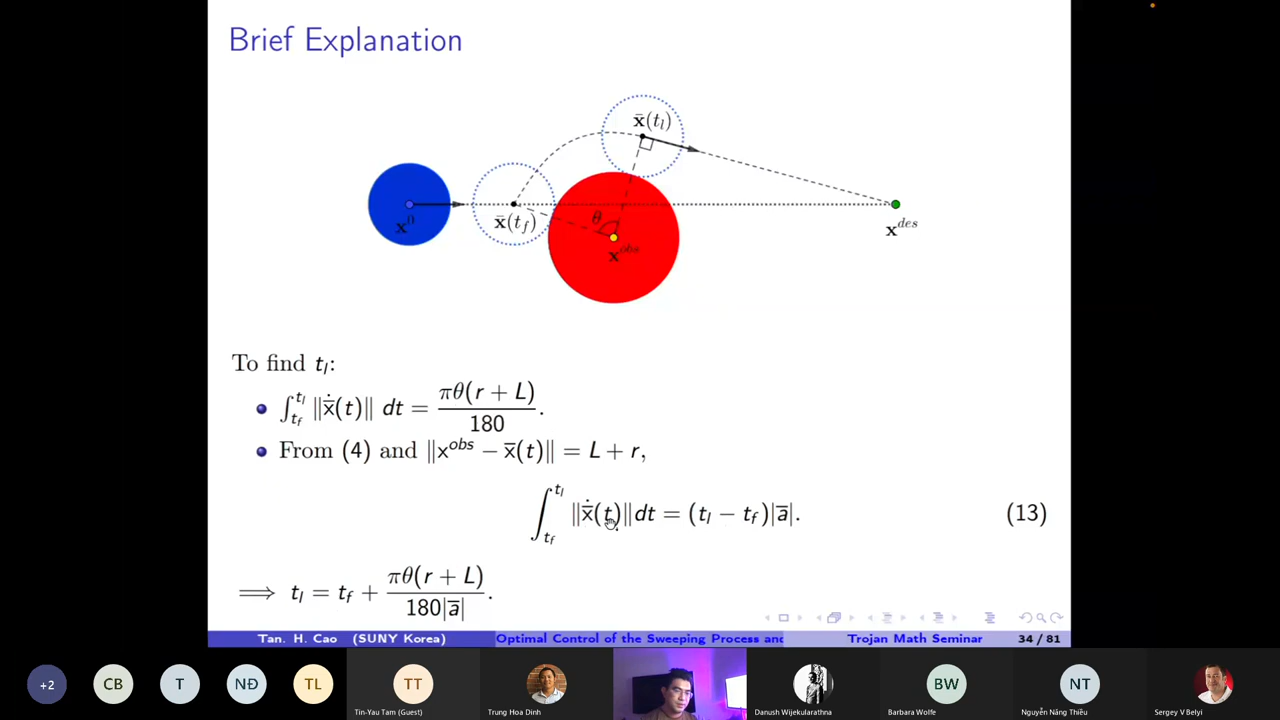 Brief Explanation
x̄(t_l)
x⁰
x̄(t_f)
θ
x^{obs}
x^{des}
To find t_l:
∫_{t_f}^{t_l} ‖ẋ̄(t)‖ dt = πθ(r + L)/180.
From (4) and ‖x^{obs} − x̄(t)‖ = L + r,
∫_{t_f}^{t_l} ‖ẋ̄(t)‖dt = (t_l − t_f)|a̅|. (13)
⟹ t_l = t_f + πθ(r + L)/180|a̅|.
Tan. H. Cao (SUNY Korea) Optimal Control of the Sweeping Process and Trojan Math Seminar 34 / 81
+2 CB T NĐ TL TT BW NT
Tin-Yau Tam (Guest) Trung Hoa Dinh Danush Wijekularathna Barbara Wolfe Nguyễn Năng Thiều Sergey V Belyi